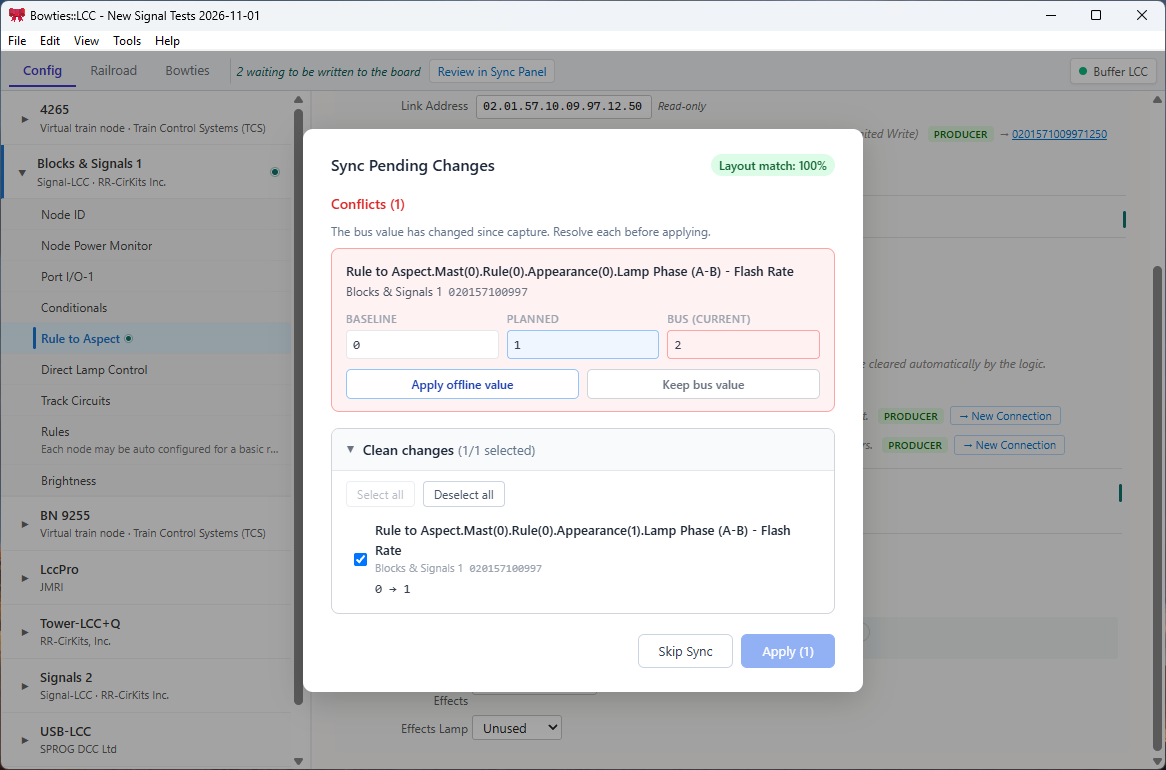 Bowties::LCC - New Signal Tests 2026-11-01
File Edit View Tools Help
Config Railroad Bowties 2 waiting to be written to the board Review in Sync Panel Buffer LCC
4265
Virtual train node · Train Control Systems (TCS)
Blocks & Signals 1
Signal-LCC · RR-CirKits Inc.
Node ID
Node Power Monitor
Port I/O-1
Conditionals
Rule to Aspect
Direct Lamp Control
Track Circuits
Rules
Each node may be auto configured for a basic r...
Brightness
BN 9255
Virtual train node · Train Control Systems (TCS)
LccPro
JMRI
Tower-LCC+Q
RR-CirKits, Inc.
Signals 2
Signal-LCC · RR-CirKits Inc.
USB-LCC
SPROG DCC Ltd
Link Address 02.01.57.10.09.97.12.50 Read-only
Write) PRODUCER → 0201571009971250
cleared automatically by the logic.
PRODUCER → New Connection
PRODUCER → New Connection
Sync Pending Changes Layout match: 100%
Conflicts (1)
The bus value has changed since capture. Resolve each before applying.
Rule to Aspect.Mast(0).Rule(0).Appearance(0).Lamp Phase (A-B) - Flash Rate
Blocks & Signals 1 020157100997
BASELINE PLANNED BUS (CURRENT)
0 1 2
Apply offline value Keep bus value
▼ Clean changes (1/1 selected)
Select all Deselect all
Rule to Aspect.Mast(0).Rule(0).Appearance(1).Lamp Phase (A-B) - Flash
Rate
Blocks & Signals 1 020157100997
0 → 1
Skip Sync Apply (1)
Effects
Effects Lamp Unused